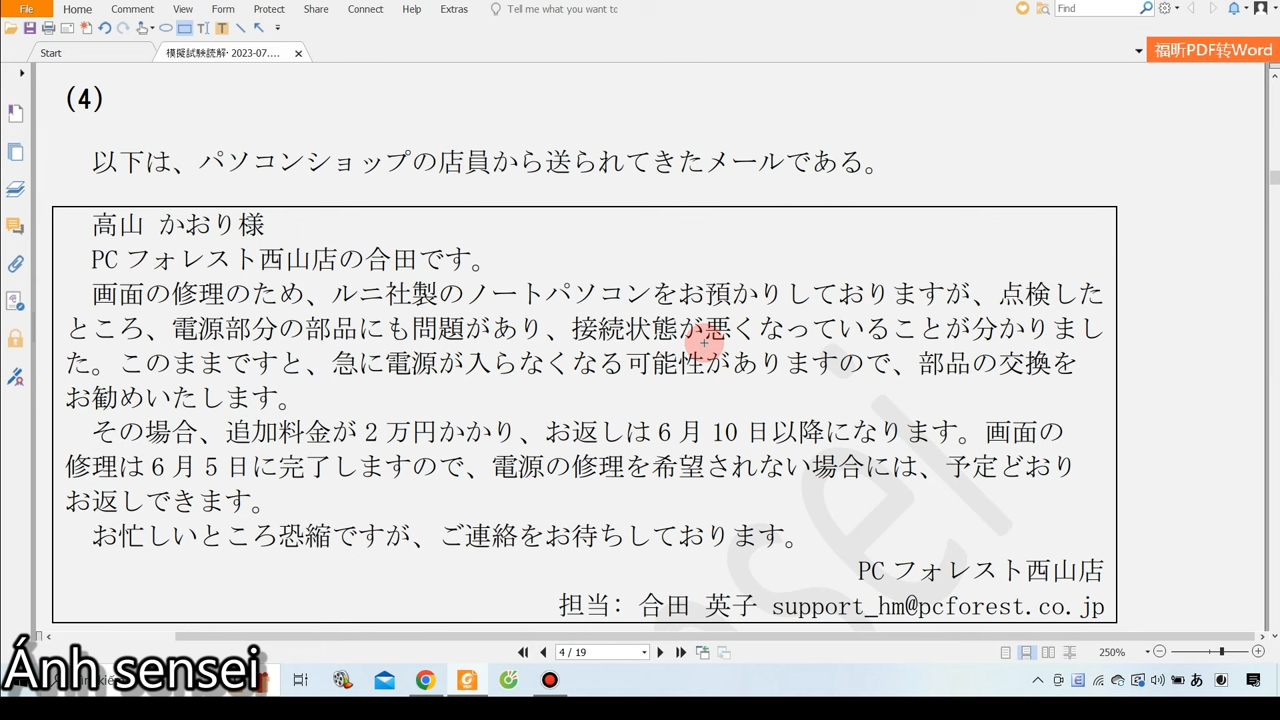 File Home Comment View Form Protect Share Connect Help Extras Tell me what you want to Find
Start 模擬試験読解- 2023-07.... 福昕PDF转Word
(4)
以下は、パソコンショップの店員から送られてきたメールである。
高山 かおり様
PC フォレスト西山店の合田です。
画面の修理のため、ルニ社製のノートパソコンをお預かりしておりますが、点検した
ところ、電源部分の部品にも問題があり、接続状態が悪くなっていることが分かりまし
た。このままですと、急に電源が入らなくなる可能性がありますので、部品の交換を
お勧めいたします。
その場合、追加料金が 2 万円かかり、お返しは 6 月 10 日以降になります。画面の
修理は 6 月 5 日に完了しますので、電源の修理を希望されない場合には、予定どおり
お返しできます。
お忙しいところ恐縮ですが、ご連絡をお待ちしております。
PC フォレスト西山店
担当: 合田 英子 support_hm@pcforest.co.jp
4 / 19 250%
Ánh sensei